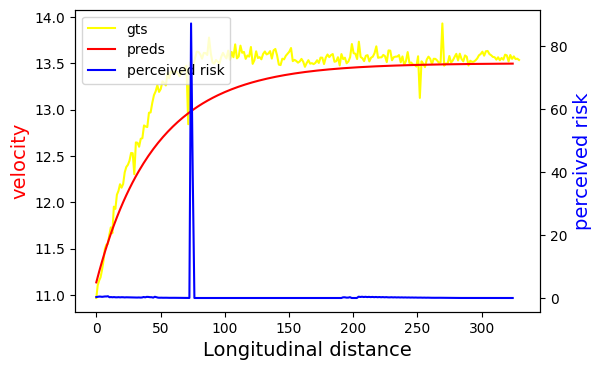 14.0
13.5
13.0
12.5
12.0
11.5
11.0
velocity
gts
preds
perceived risk
80
60
40
20
0
perceived risk
0 50 100 150 200 250 300
Longitudinal distance